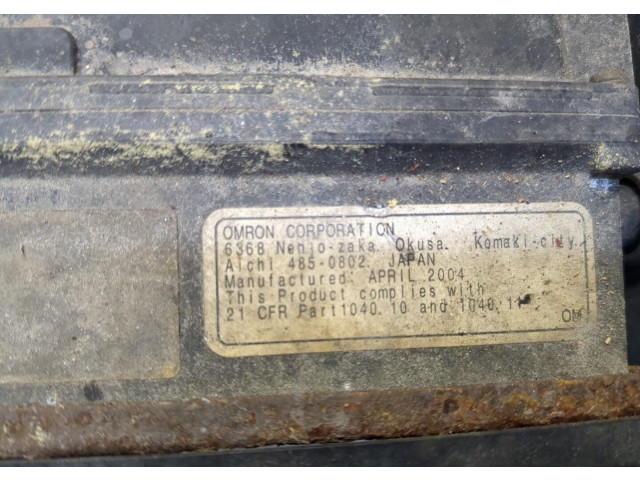 OMRON CORPORATION
6368 Nenjo-zaka, Okusa, Komaki-city,
Aichi 485-0802, JAPAN
Manufactured: APRIL 2004
This Product complies with
21 CFR Part1040.10 and 1040.11.
OM